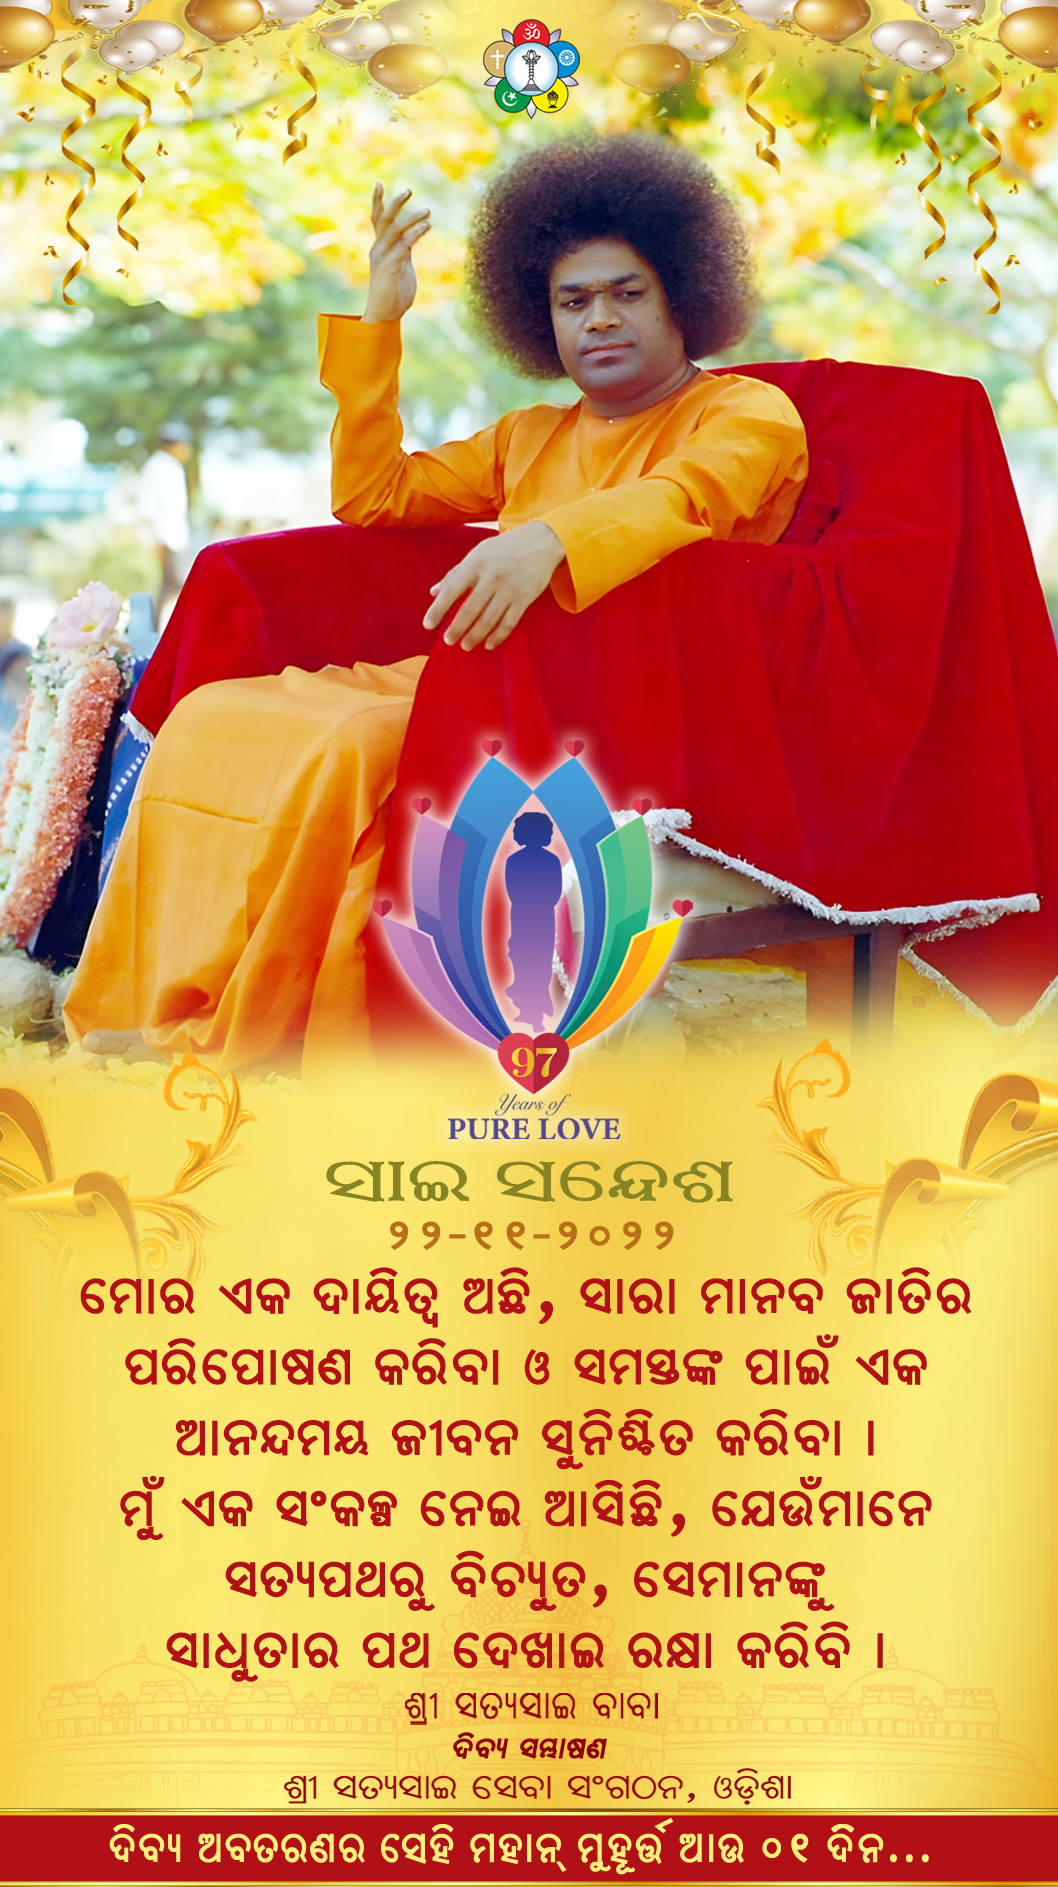 97
Years of
PURE LOVE
ସାଇ ସନ୍ଦେଶ
୨୨-୧୧-୨୦୨୨
ମୋର ଏକ ଦାୟିତ୍ୱ ଅଛି, ସାରା ମାନବ ଜାତିର
ପରିପୋଷଣ କରିବା ଓ ସମସ୍ତଙ୍କ ପାଇଁ ଏକ
ଆନନ୍ଦମୟ ଜୀବନ ସୁନିଶ୍ଚିତ କରିବା ।
ମୁଁ ଏକ ସଂକଳ୍ପ ନେଇ ଆସିଛି, ଯେଉଁମାନେ
ସତ୍ୟପଥରୁ ବିଚ୍ୟୁତ, ସେମାନଙ୍କୁ
ସାଧୁତାର ପଥ ଦେଖାଇ ରକ୍ଷା କରିବି ।
ଶ୍ରୀ ସତ୍ୟସାଇ ବାବା
ଦିବ୍ୟ ସମ୍ଭାଷଣ
ଶ୍ରୀ ସତ୍ୟସାଇ ସେବା ସଂଗଠନ, ଓଡ଼ିଶା
ଦିବ୍ୟ ଅବତରଣର ସେହି ମହାନ୍ ମୁହୂର୍ତ୍ତ ଆଉ ୦୧ ଦିନ...